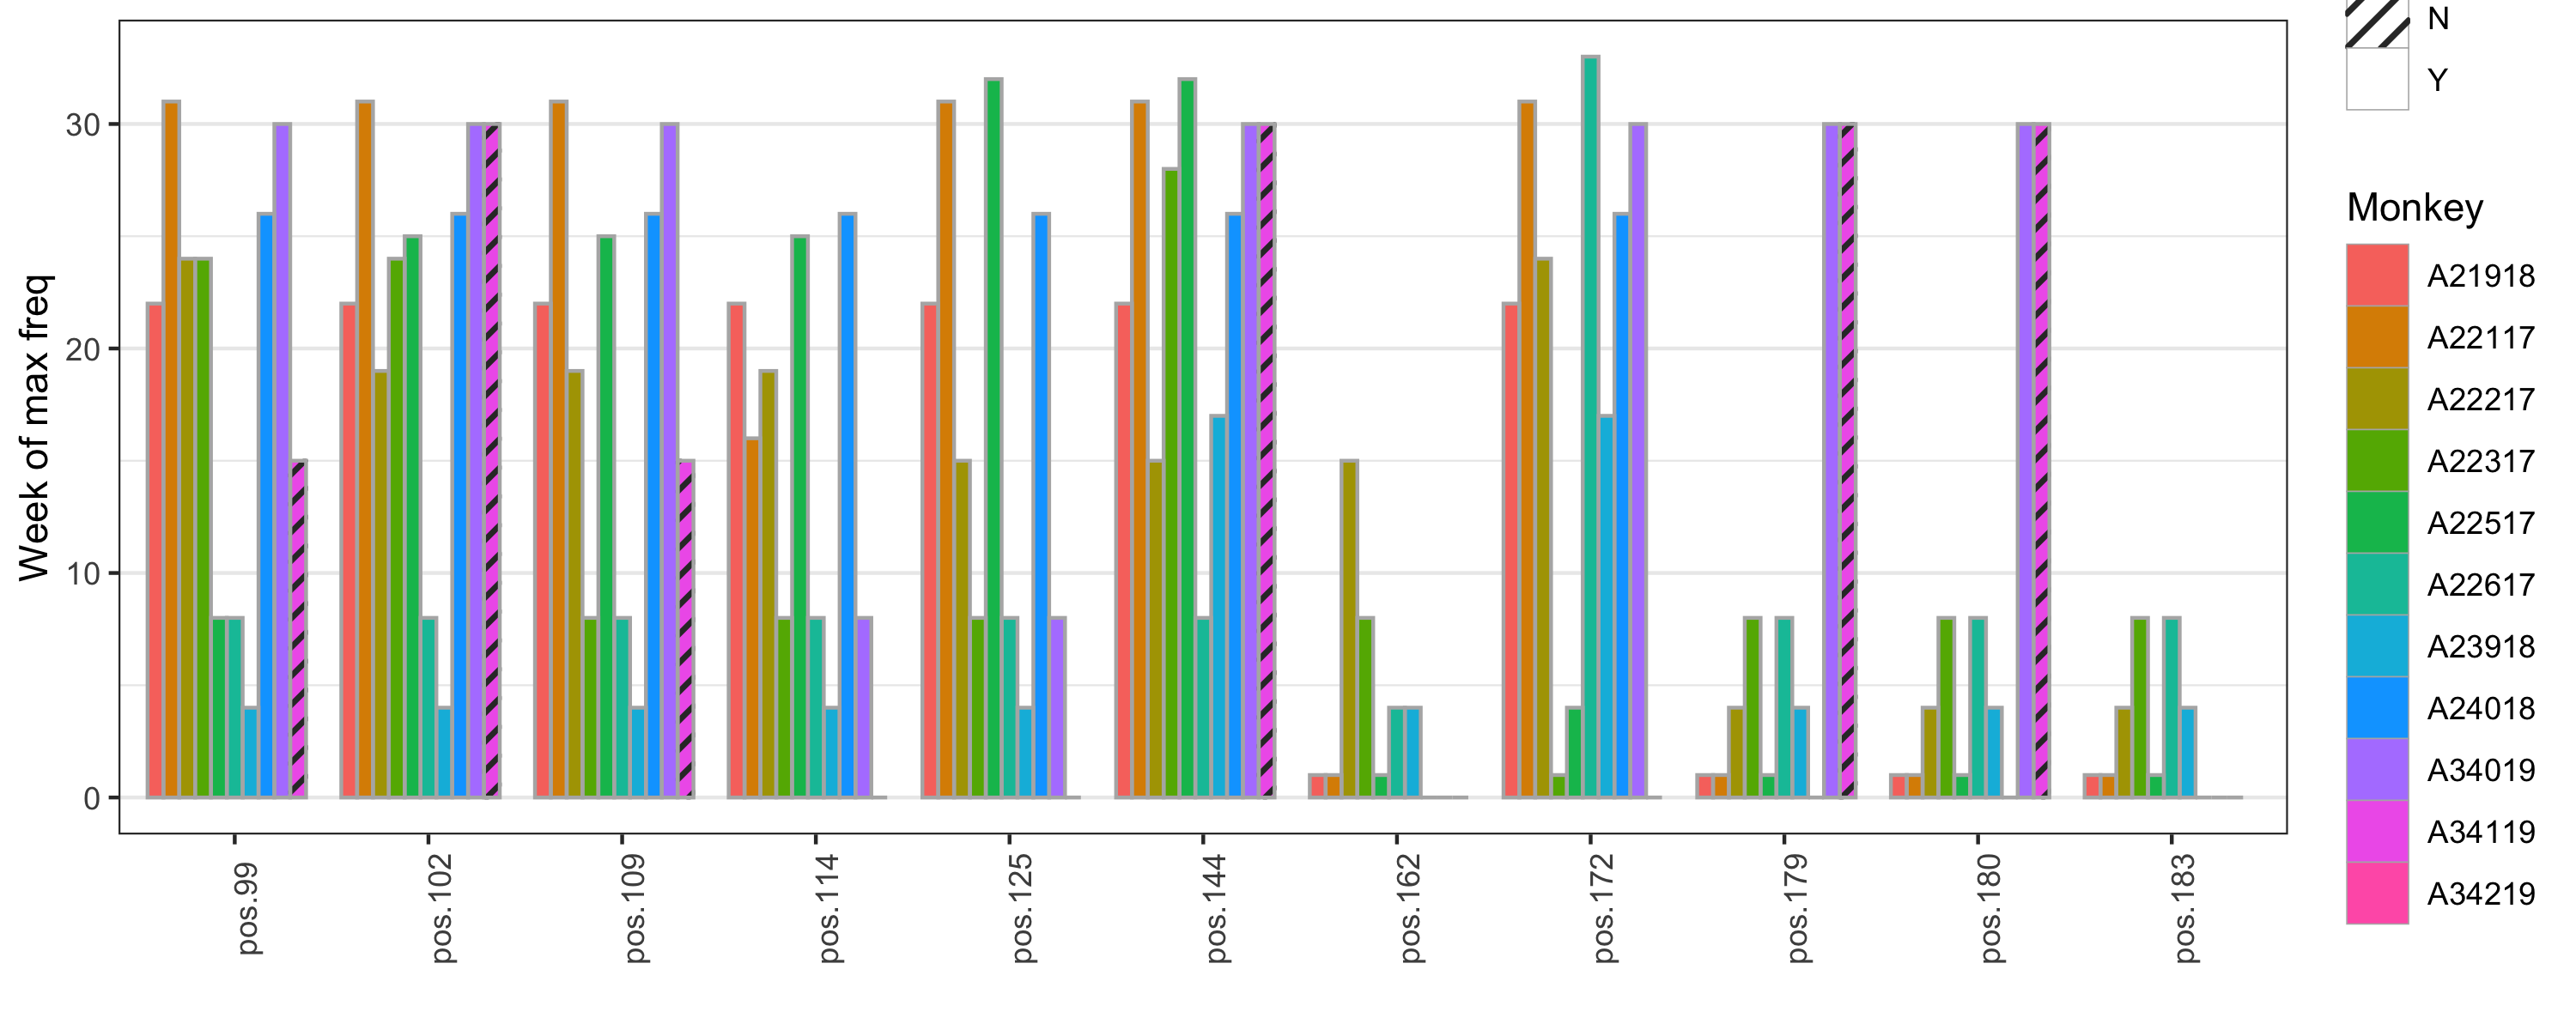 N
Y
Week of max freq
30
20
10
0
pos.99
pos.102
pos.109
pos.114
pos.125
pos.144
pos.162
pos.172
pos.179
pos.180
pos.183
Monkey
A21918
A22117
A22217
A22317
A22517
A22617
A23918
A24018
A34019
A34119
A34219